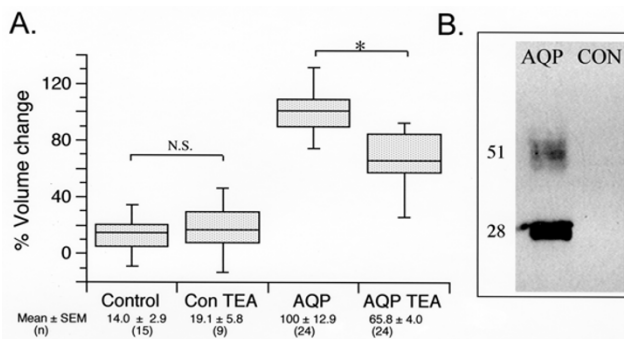 A.
% Volume change
120
80
40
0
N.S.
*
Control Con TEA AQP AQP TEA
Mean ± SEM 14.0 ± 2.9 19.1 ± 5.8 100 ± 12.9 65.8 ± 4.0
(n) (15) (9) (24) (24)
B.
AQP CON
51
28